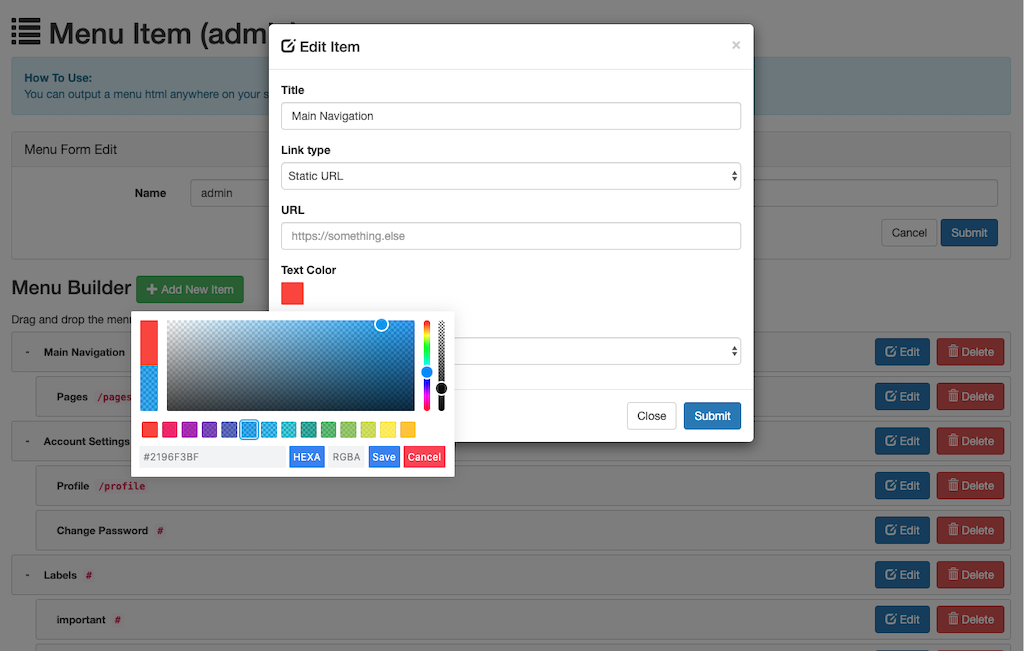 Menu Item (adm
How To Use:
You can output a menu html anywhere on your s
Menu Form Edit
Name
admin
Cancel
Submit
Menu Builder
Add New Item
Drag and drop the menu
- Main Navigation
Edit
Delete
Pages /pages
Edit
Delete
- Account Settings
Edit
Delete
Profile /profile
Edit
Delete
Change Password #
Edit
Delete
- Labels #
Edit
Delete
important #
Edit
Delete
Edit Item
×
Title
Main Navigation
Link type
Static URL
URL
https://something.else
Text Color
Close
Submit
#2196F3BF
HEXA
RGBA
Save
Cancel